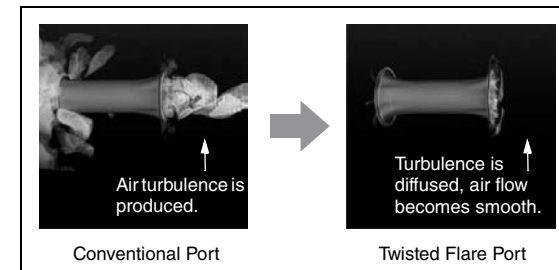 Air turbulence is
produced.
Turbulence is
diffused, air flow
becomes smooth.
Conventional Port
Twisted Flare Port